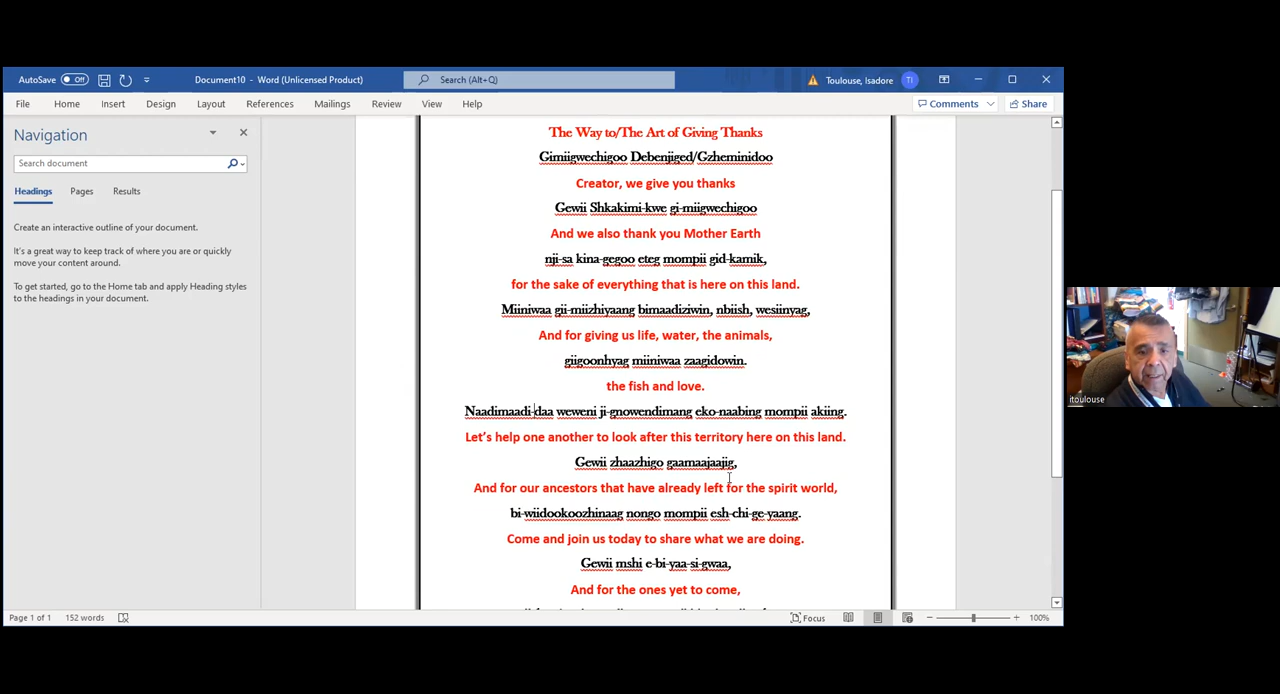 AutoSave Off Document10 - Word (Unlicensed Product) Search (Alt+Q) Toulouse, Isadore TI
File Home Insert Design Layout References Mailings Review View Help Comments Share
Navigation
Search document
Headings Pages Results
Create an interactive outline of your document.
It's a great way to keep track of where you are or quickly
move your content around.
To get started, go to the Home tab and apply Heading styles
to the headings in your document.
The Way to/The Art of Giving Thanks
Gimiigwechigoo Debenjiged/Gzheminidoo
Creator, we give you thanks
Gewii Shkakimi-kwe gi-miigwechigoo
And we also thank you Mother Earth
nji-sa kina-gegoo eteg mompii gid-kamik,
for the sake of everything that is here on this land.
Miiniwaa gii-miizhiyaang bimaadiziwin, nbiish, wesiinyag,
And for giving us life, water, the animals,
giigoonhyag miiniwaa zaagidowin.
the fish and love.
Naadimaadi-daa weweni ji-gnowendimang eko-naabing mompii akiing.
Let's help one another to look after this territory here on this land.
Gewii zhaazhigo gaamaajaajig,
And for our ancestors that have already left for the spirit world,
bi-wiidookoozhinaag nongo mompii esh-chi-ge-yaang.
Come and join us today to share what we are doing.
Gewii mshi e-bi-yaa-si-gwaa,
And for the ones yet to come,
itoulouse
Page 1 of 1 152 words Focus 100%